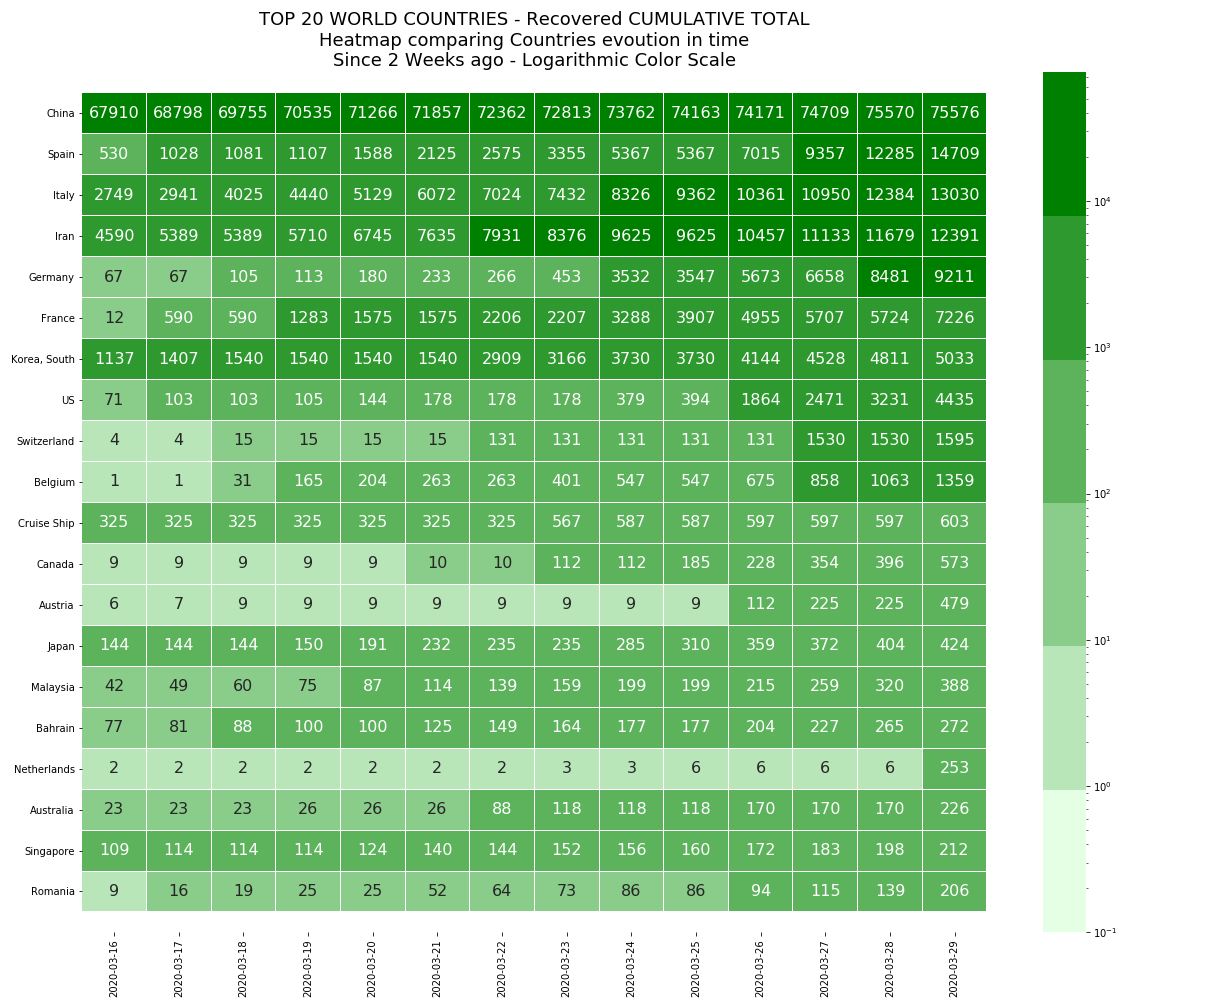 TOP 20 WORLD COUNTRIES - Recovered CUMULATIVE TOTAL
Heatmap comparing Countries evoution in time
Since 2 Weeks ago - Logarithmic Color Scale
China 67910 68798 69755 70535 71266 71857 72362 72813 73762 74163 74171 74709 75570 75576
Spain 530 1028 1081 1107 1588 2125 2575 3355 5367 5367 7015 9357 12285 14709
Italy 2749 2941 4025 4440 5129 6072 7024 7432 8326 9362 10361 10950 12384 13030
Iran 4590 5389 5389 5710 6745 7635 7931 8376 9625 9625 10457 11133 11679 12391
Germany 67 67 105 113 180 233 266 453 3532 3547 5673 6658 8481 9211
France 12 590 590 1283 1575 1575 2206 2207 3288 3907 4955 5707 5724 7226
Korea, South 1137 1407 1540 1540 1540 1540 2909 3166 3730 3730 4144 4528 4811 5033
US 71 103 103 105 144 178 178 178 379 394 1864 2471 3231 4435
Switzerland 4 4 15 15 15 15 131 131 131 131 131 1530 1530 1595
Belgium 1 1 31 165 204 263 263 401 547 547 675 858 1063 1359
Cruise Ship 325 325 325 325 325 325 325 567 587 587 597 597 597 603
Canada 9 9 9 9 9 10 10 112 112 185 228 354 396 573
Austria 6 7 9 9 9 9 9 9 9 9 112 225 225 479
Japan 144 144 144 150 191 232 235 235 285 310 359 372 404 424
Malaysia 42 49 60 75 87 114 139 159 199 199 215 259 320 388
Bahrain 77 81 88 100 100 125 149 164 177 177 204 227 265 272
Netherlands 2 2 2 2 2 2 2 3 3 6 6 6 6 253
Australia 23 23 23 26 26 26 88 118 118 118 170 170 170 226
Singapore 109 114 114 114 124 140 144 152 156 160 172 183 198 212
Romania 9 16 19 25 25 52 64 73 86 86 94 115 139 206
2020-03-16 2020-03-17 2020-03-18 2020-03-19 2020-03-20 2020-03-21 2020-03-22 2020-03-23 2020-03-24 2020-03-25 2020-03-26 2020-03-27 2020-03-28 2020-03-29
10⁴
10³
10²
10¹
10⁰
10⁻¹